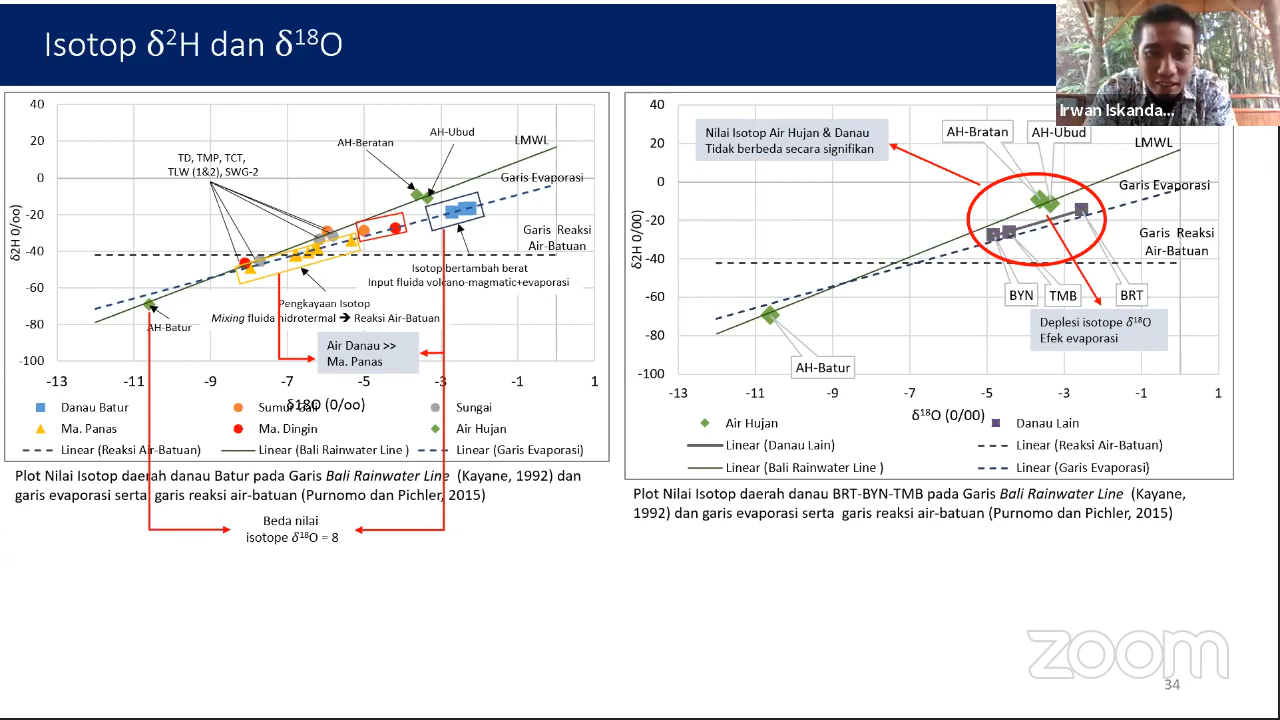 Isotop δ²H dan δ¹⁸O
Irwan Iskanda...
40
20
0
-20
-40
-60
-80
-100
δ2H 0/oo)
-13
-11
-9
-7
-5
-3
-1
1
δ18O (0/oo)
TD, TMP, TCT,
TLW (1&2), SWG-2
AH-Beratan
AH-Ubud
LMWL
Garis Evaporasi
Garis Reaksi
Air-Batuan
Isotop bertambah berat
Input fluida volcano-magmatic+evaporasi
Pengkayaan Isotop
Mixing fluida hidrotermal ➔ Reaksi Air-Batuan
AH-Batur
Air Danau >>
Ma. Panas
Danau Batur
Sumur Gali
Sungai
Ma. Panas
Ma. Dingin
Air Hujan
Linear (Reaksi Air-Batuan)
Linear (Bali Rainwater Line )
Linear (Garis Evaporasi)
Plot Nilai Isotop daerah danau Batur pada Garis Bali Rainwater Line (Kayane, 1992) dan
garis evaporasi serta garis reaksi air-batuan (Purnomo dan Pichler, 2015)
Beda nilai
isotope δ¹⁸O = 8
40
20
0
-20
-40
-60
-80
-100
δ²H 0/00)
-13
-11
-9
-7
-5
-3
-1
1
δ¹⁸O (0/00)
Nilai Isotop Air Hujan & Danau
Tidak berbeda secara signifikan
AH-Bratan
AH-Ubud
LMWL
Garis Evaporasi
Garis Reaksi
Air-Batuan
BYN
TMB
BRT
Deplesi isotope δ¹⁸O
Efek evaporasi
AH-Batur
Air Hujan
Danau Lain
Linear (Danau Lain)
Linear (Reaksi Air-Batuan)
Linear (Bali Rainwater Line )
Linear (Garis Evaporasi)
Plot Nilai Isotop daerah danau BRT-BYN-TMB pada Garis Bali Rainwater Line (Kayane,
1992) dan garis evaporasi serta garis reaksi air-batuan (Purnomo dan Pichler, 2015)
zoom
34